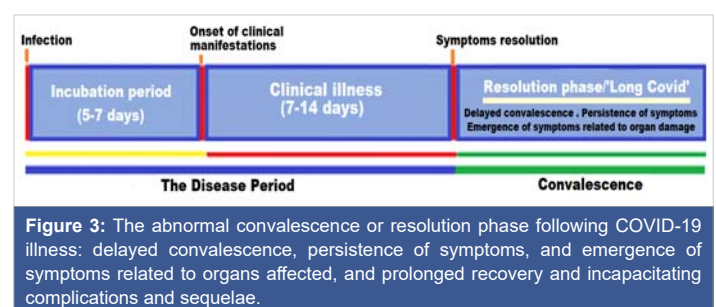 Infection
Onset of clinical
manifestations
Symptoms resolution
Incubation period
(5-7 days)
Clinical illness
(7-14 days)
Resolution phase/'Long Covid'
Delayed convalescence . Persistence of symptoms
Emergence of symptoms related to organ damage
The Disease Period
Convalescence
Figure 3: The abnormal convalescence or resolution phase following COVID-19
illness: delayed convalescence, persistence of symptoms, and emergence of
symptoms related to organs affected, and prolonged recovery and incapacitating
complications and sequelae.